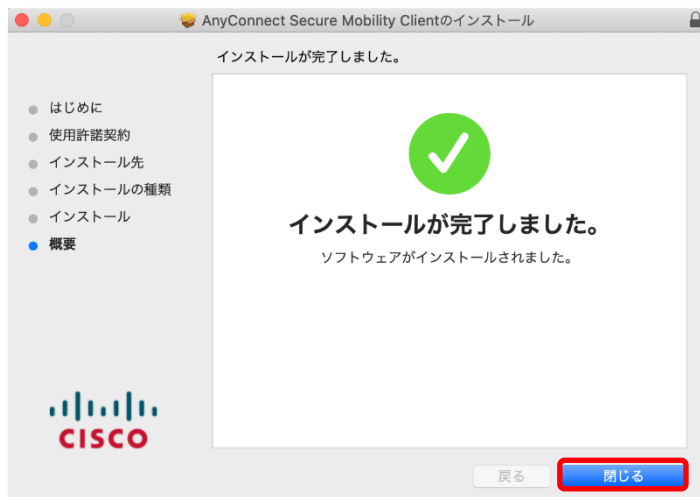 AnyConnect Secure Mobility Clientのインストール
インストールが完了しました。
はじめに
使用許諾契約
インストール先
インストールの種類
インストール
概要
インストールが完了しました。
ソフトウェアがインストールされました。
CISCO
戻る
閉じる